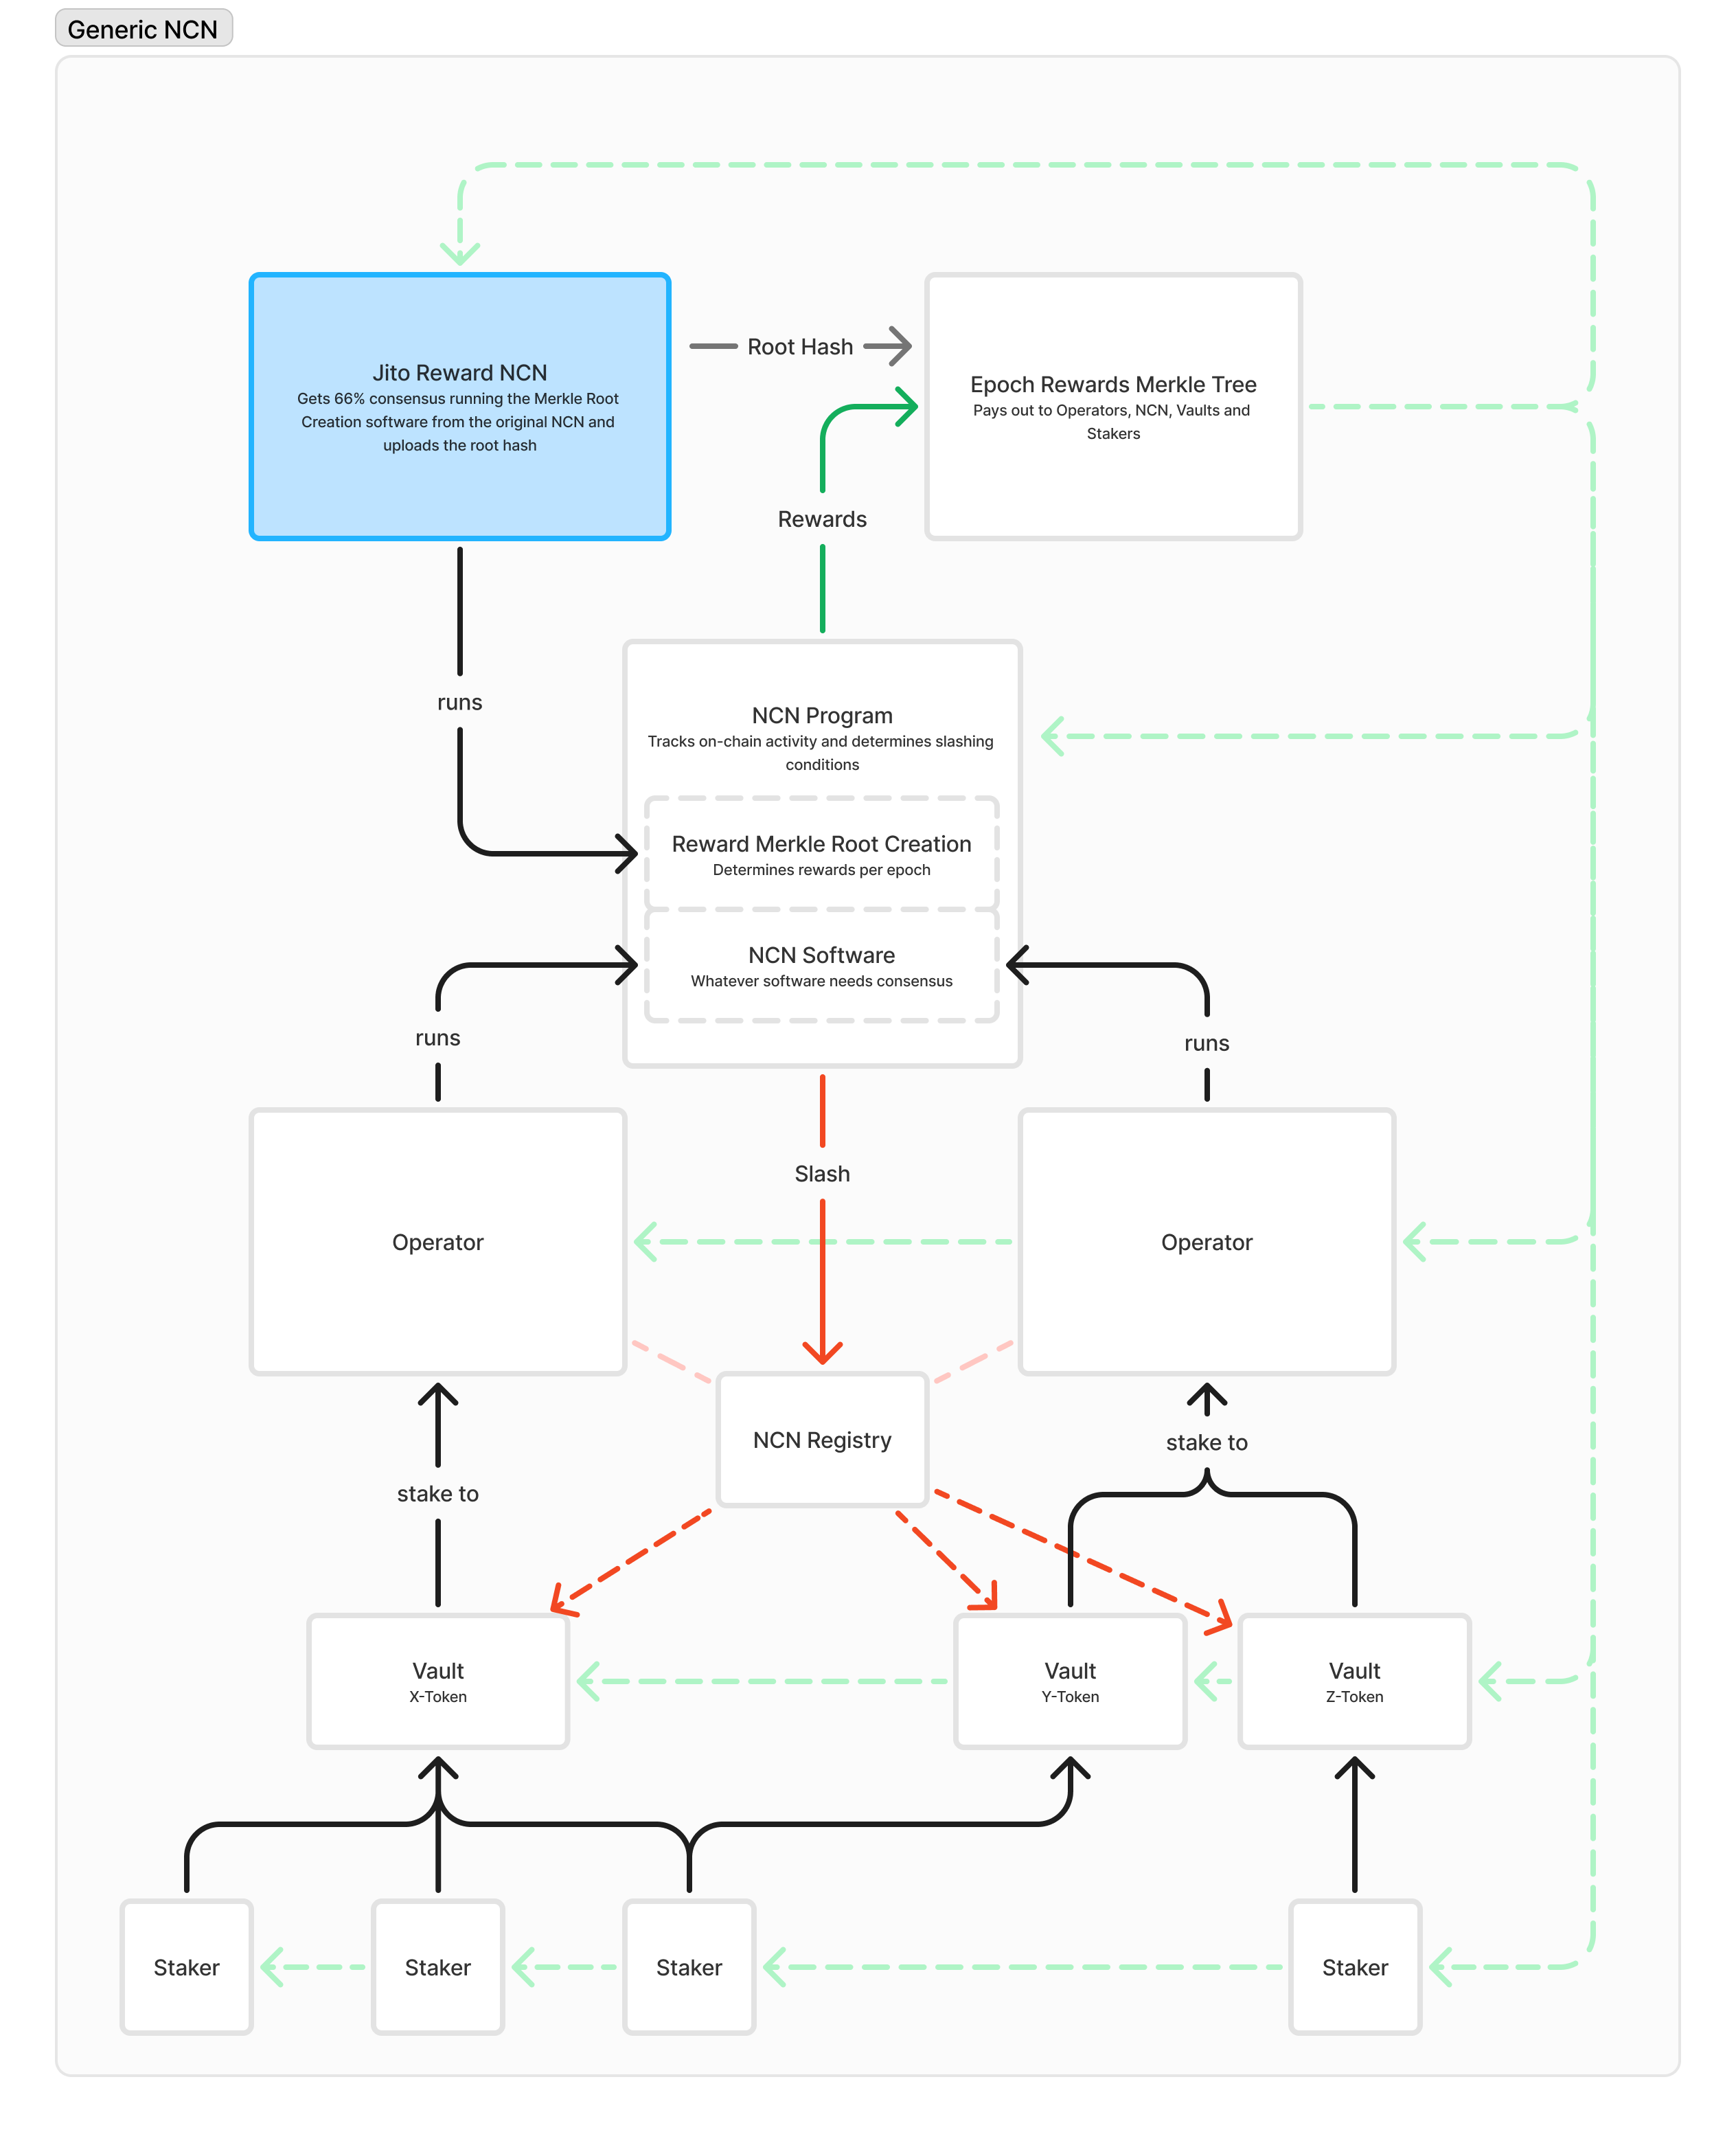 Generic NCN
Jito Reward NCN
Gets 66% consensus running the Merkle Root
Creation software from the original NCN and
uploads the root hash
Root Hash
Epoch Rewards Merkle Tree
Pays out to Operators, NCN, Vaults and
Stakers
Rewards
runs
NCN Program
Tracks on-chain activity and determines slashing
conditions
Reward Merkle Root Creation
Determines rewards per epoch
NCN Software
Whatever software needs consensus
runs
runs
Slash
Operator
Operator
NCN Registry
stake to
stake to
Vault
X-Token
Vault
Y-Token
Vault
Z-Token
Staker
Staker
Staker
Staker